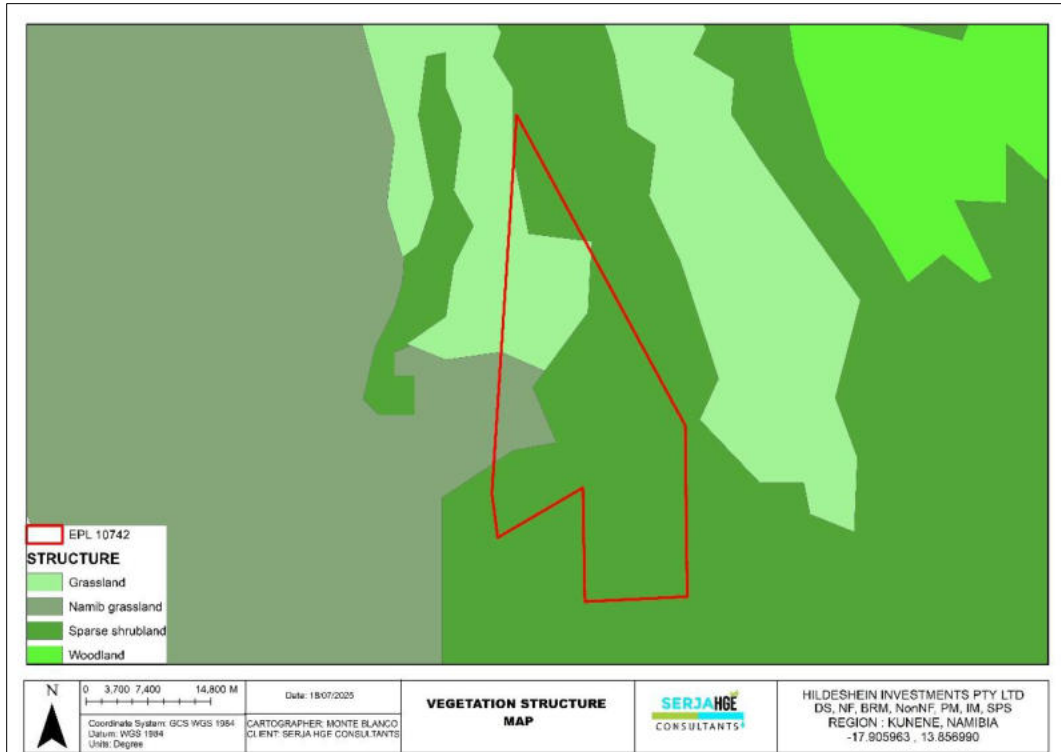 EPL 10742
STRUCTURE
Grassland
Namib grassland
Sparse shrubland
Woodland
N
0 3,700 7,400 14,800 M
Coordinate System: GCS WGS 1984
Datum: WGS 1984
Units: Degree
Date: 18/07/2025
CARTOGRAPHER: MONTE BLANCO
CLIENT: SERJA HGE CONSULTANTS
VEGETATION STRUCTURE
MAP
SERJAHGE
CONSULTANTS
HILDESHEIN INVESTMENTS PTY LTD
DS, NF, BRM, NonNF, PM, IM, SPS
REGION : KUNENE, NAMIBIA
-17.905963 , 13.856990